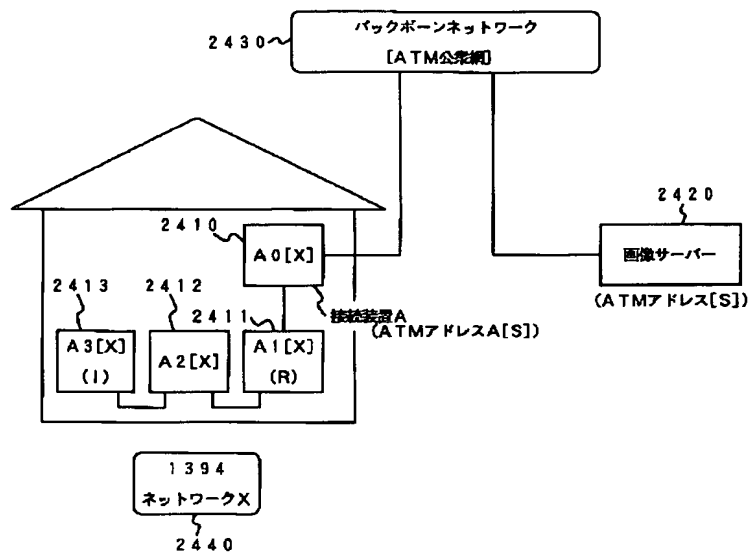 2430
バックボーンネットワーク
[ATM公衆網]
2420
画像サーバー
(ATMアドレス[S])
2410
A0[X]
接続装置A
(ATMアドレスA[S])
2413
2412
2411
A3[X]
(I)
A2[X]
A1[X]
(R)
1394
ネットワークX
2440